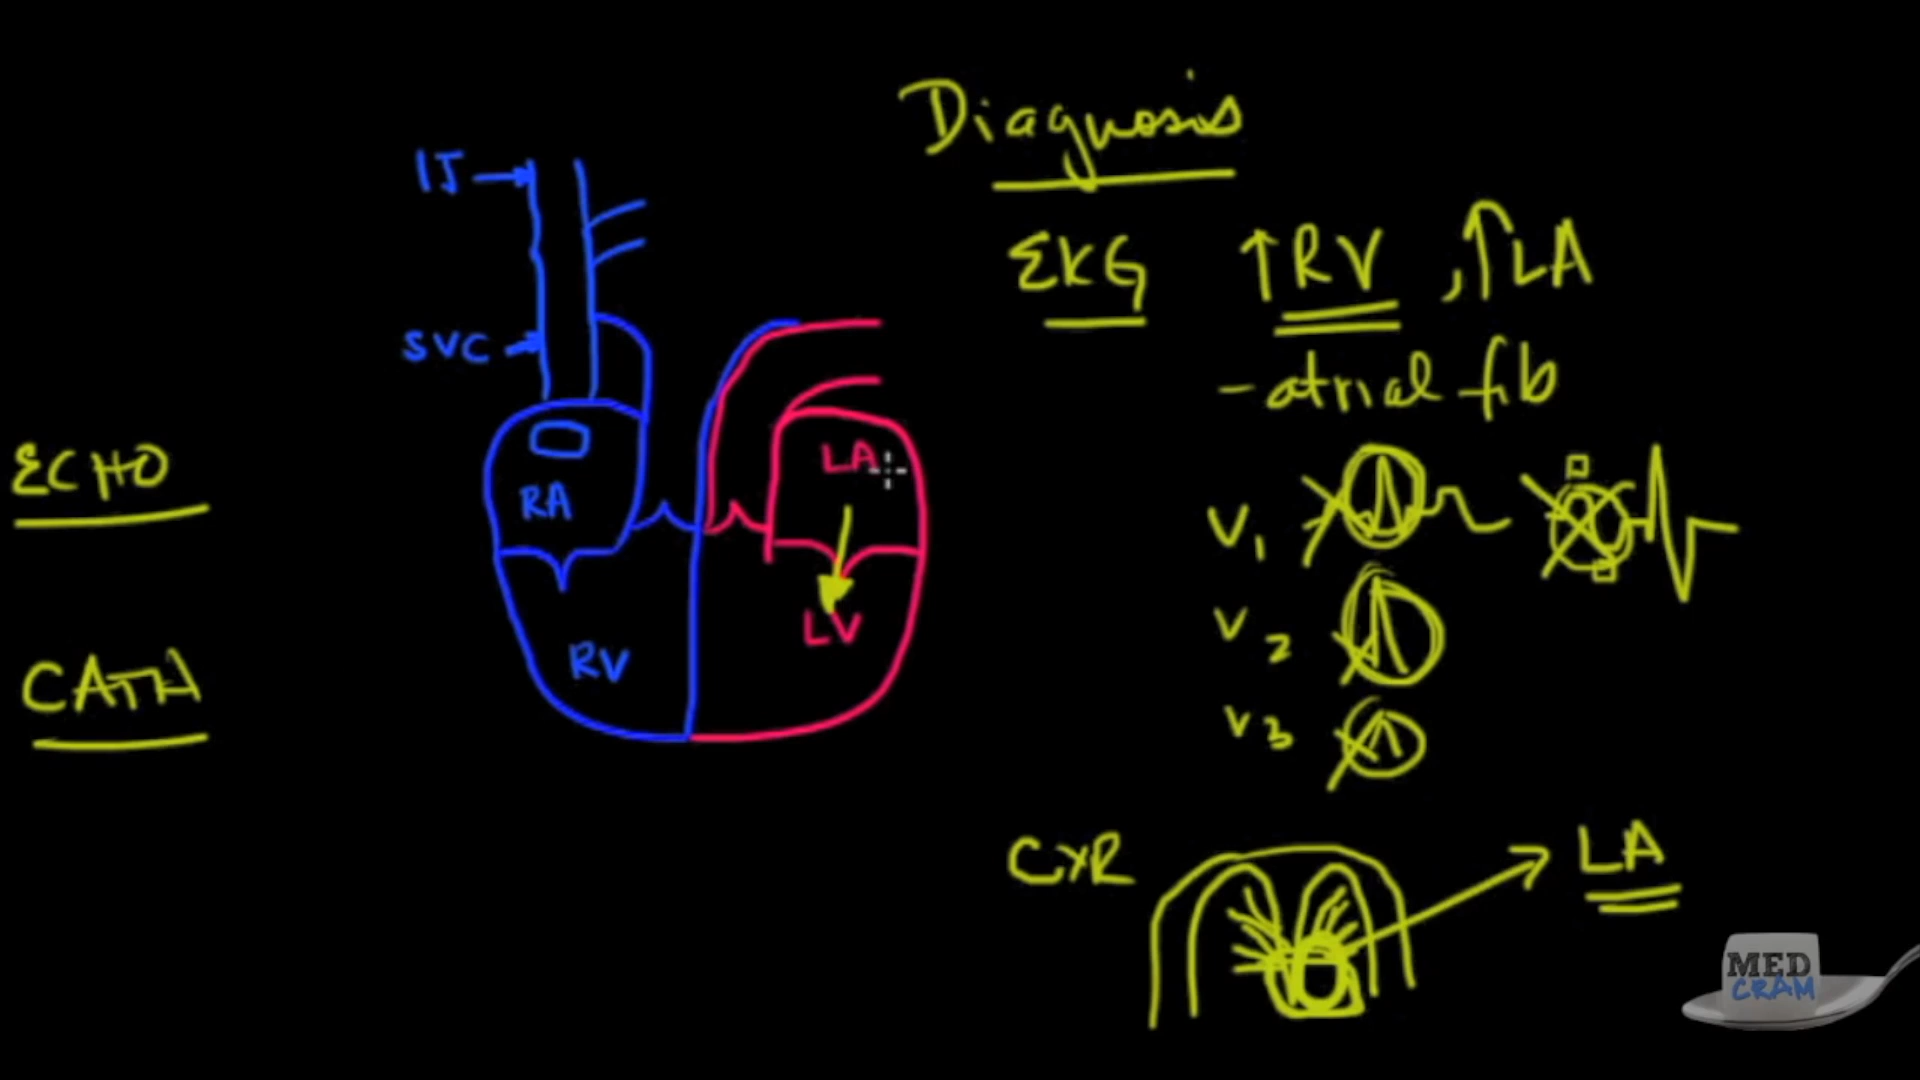 Diagnosis
IJ
EKG ↑RV , ↑LA
SVC
- atrial fib
ECHO
LA
RA
P
V1
LV
V2
RV
CATH
V3
CXR
LA
MED
CRAM